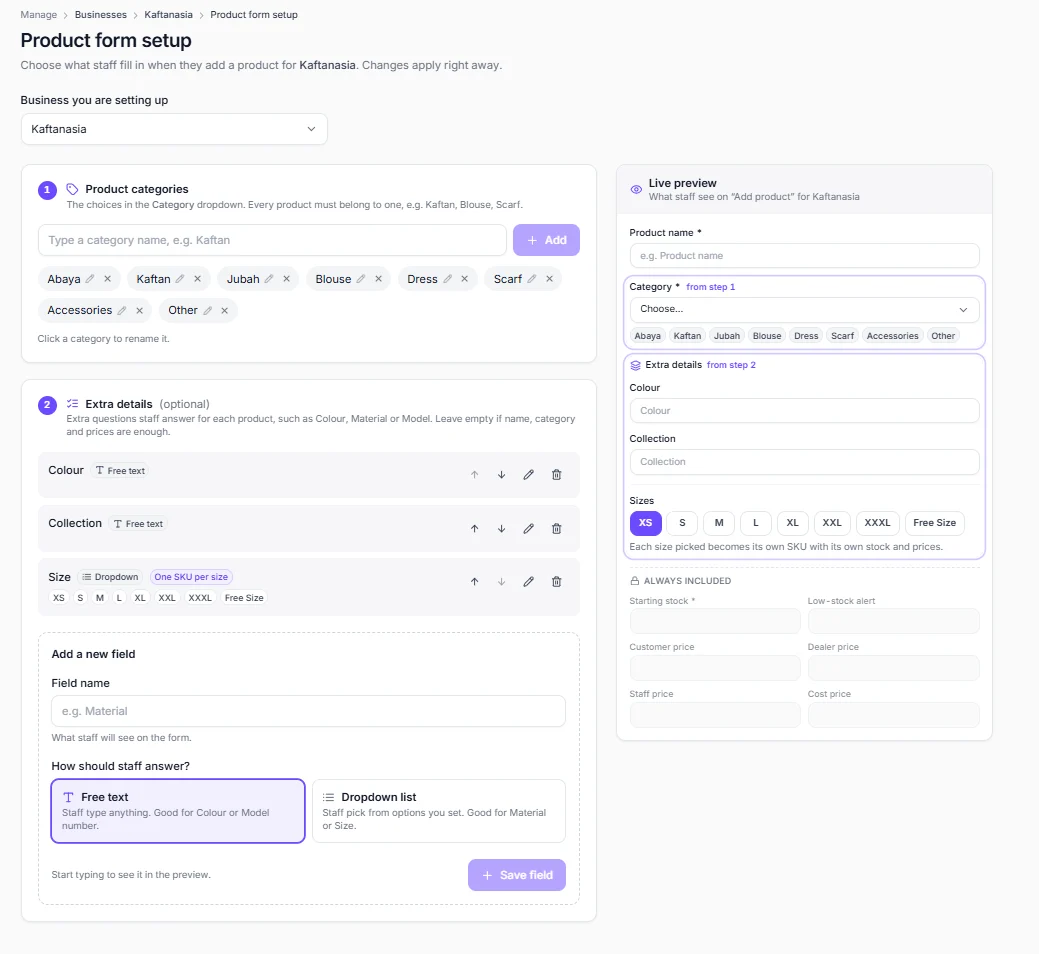 Manage > Businesses > Kaftanasia > Product form setup
Product form setup
Choose what staff fill in when they add a product for Kaftanasia. Changes apply right away.
Business you are setting up
Kaftanasia
1 Product categories
The choices in the Category dropdown. Every product must belong to one, e.g. Kaftan, Blouse, Scarf.
Type a category name, e.g. Kaftan
+ Add
Abaya Kaftan Jubah Blouse Dress Scarf
Accessories Other
Click a category to rename it.
2 Extra details (optional)
Extra questions staff answer for each product, such as Colour, Material or Model. Leave empty if name, category
and prices are enough.
Colour Free text
Collection Free text
Size Dropdown One SKU per size
XS S M L XL XXL XXXL Free Size
Add a new field
Field name
e.g. Material
What staff will see on the form.
How should staff answer?
Free text
Staff type anything. Good for Colour or Model
number.
Dropdown list
Staff pick from options you set. Good for Material
or Size.
Start typing to see it in the preview.
+ Save field
Live preview
What staff see on “Add product” for Kaftanasia
Product name *
e.g. Product name
Category * from step 1
Choose...
Abaya Kaftan Jubah Blouse Dress Scarf Accessories Other
Extra details from step 2
Colour
Colour
Collection
Collection
Sizes
XS S M L XL XXL XXXL Free Size
Each size picked becomes its own SKU with its own stock and prices.
ALWAYS INCLUDED
Starting stock * Low-stock alert
Customer price Dealer price
Staff price Cost price